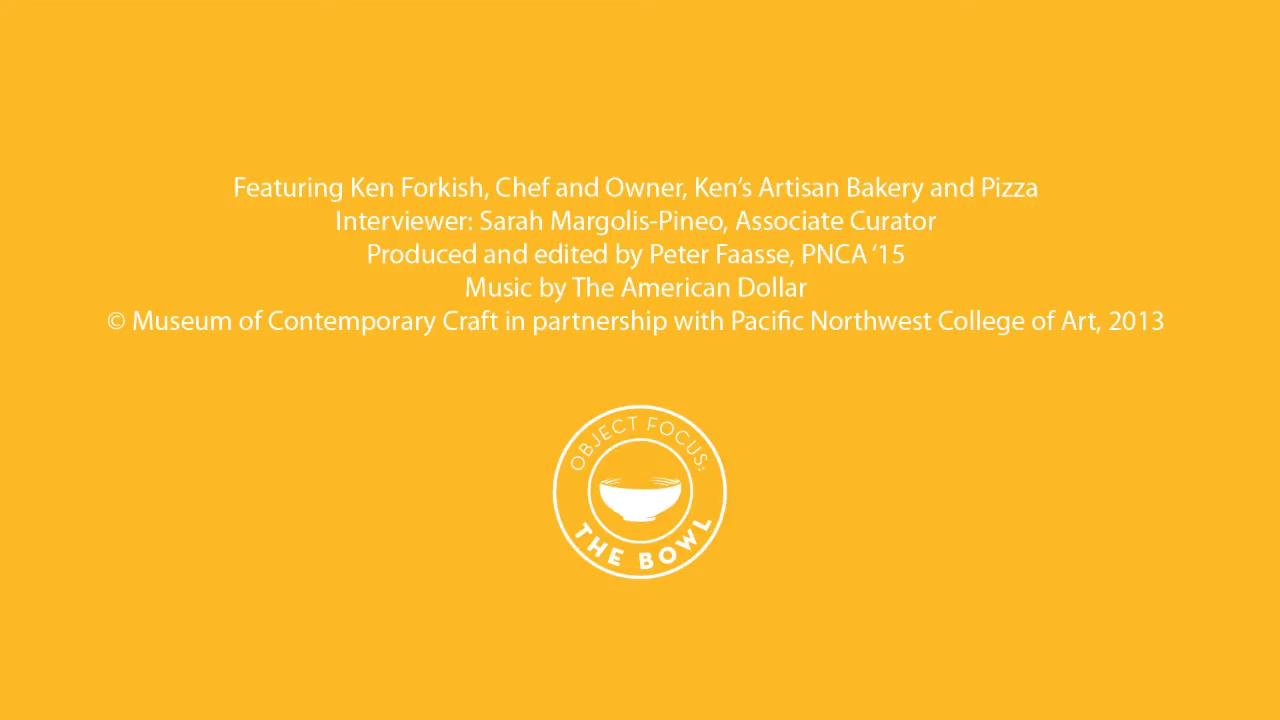 Featuring Ken Forkish, Chef and Owner, Ken’s Artisan Bakery and Pizza
Interviewer: Sarah Margolis-Pineo, Associate Curator
Produced and edited by Peter Faasse, PNCA ‘15
Music by The American Dollar
© Museum of Contemporary Craft in partnership with Pacific Northwest College of Art, 2013
OBJECT FOCUS:
THE BOWL